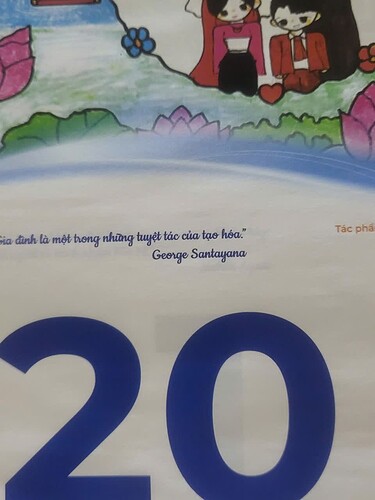 Gia đình là một trong những tuyệt tác của tạo hóa."
George Santayana
Tác phẩ
20